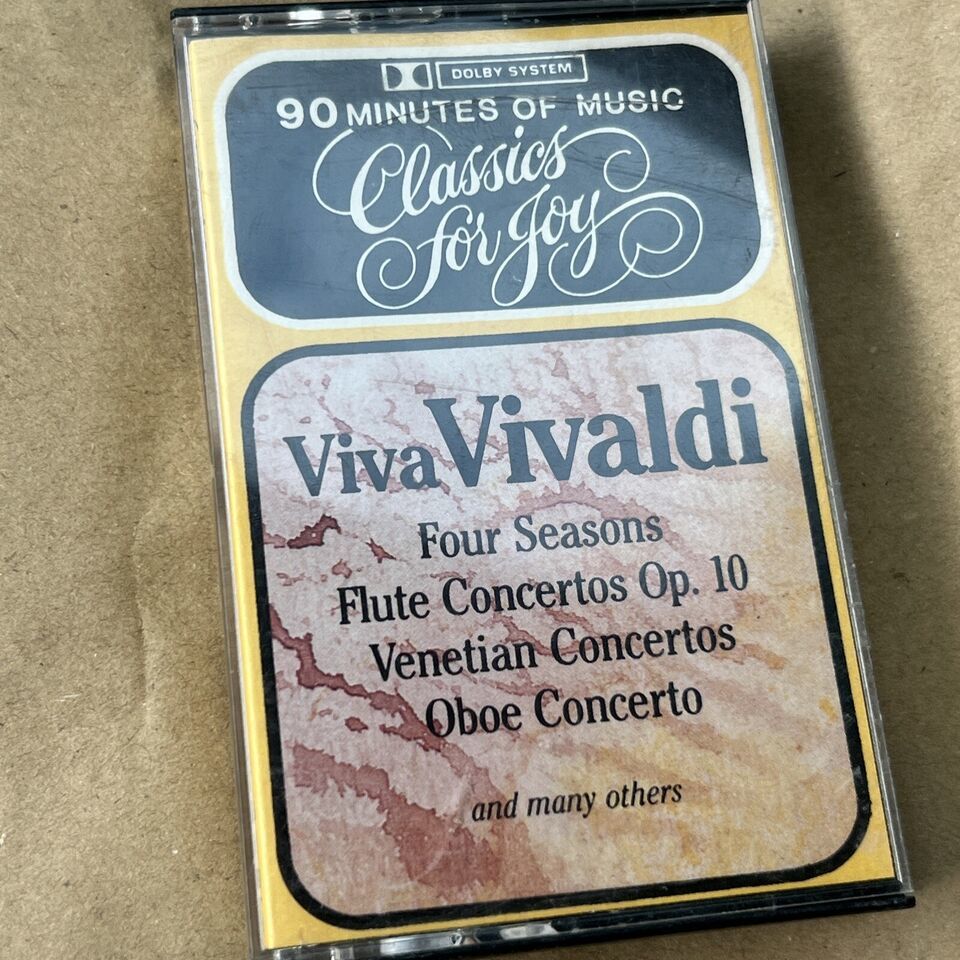 DOLBY SYSTEM
90 MINUTES OF MUSIC
Classics
for Joy
Viva Vivaldi
Four Seasons
Flute Concertos Op. 10
Venetian Concertos
Oboe Concerto
and many others